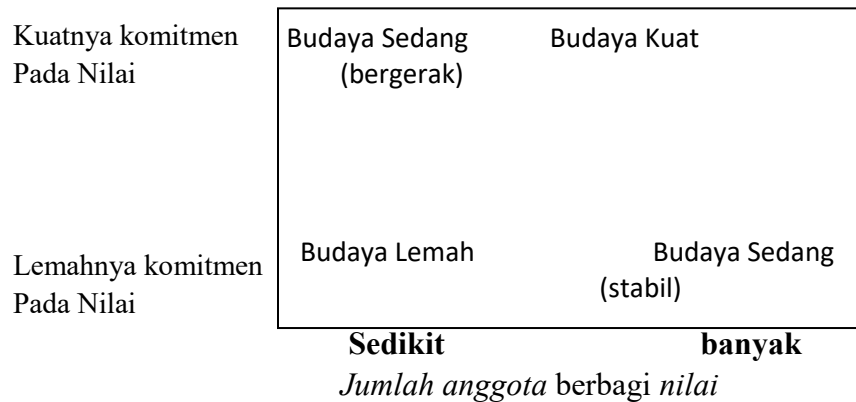 Kuatnya komitmen
Pada Nilai
Budaya Sedang
(bergerak)
Budaya Kuat
Lemahnya komitmen
Pada Nilai
Budaya Lemah
Budaya Sedang
(stabil)
Sedikit
banyak
Jumlah anggota berbagi nilai